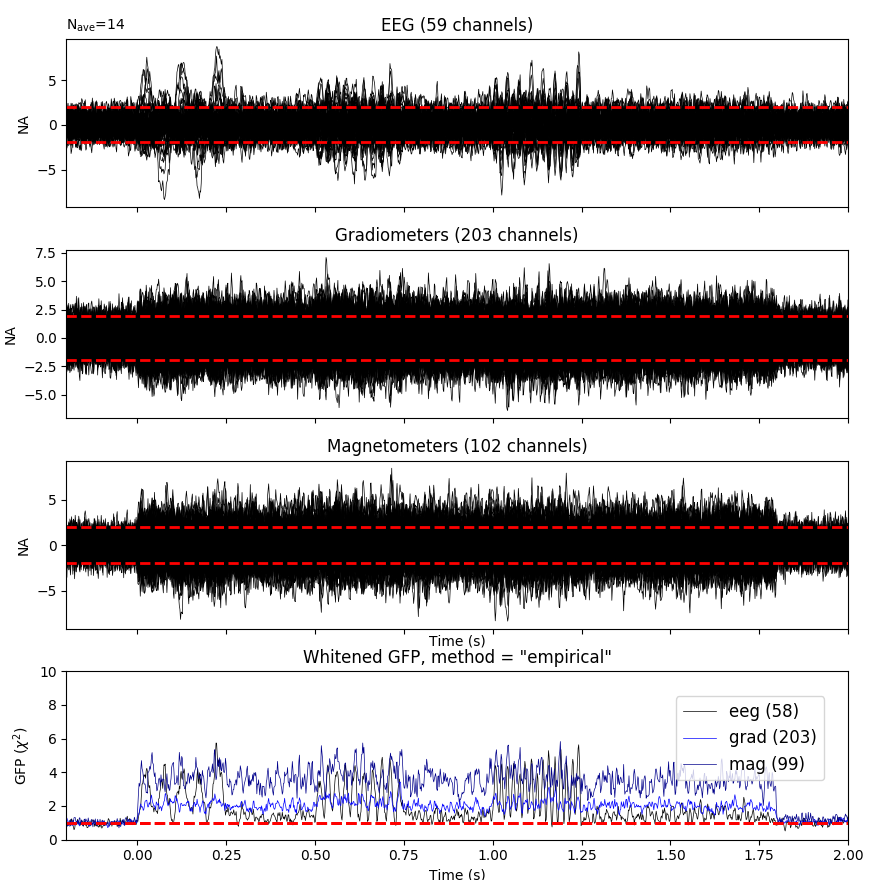 N_ave=14
EEG (59 channels)
5
0
−5
NA
Gradiometers (203 channels)
7.5
5.0
2.5
0.0
−2.5
−5.0
NA
Magnetometers (102 channels)
5
0
−5
NA
Time (s)
Whitened GFP, method = "empirical"
10
8
6
4
2
0
GFP (χ²)
eeg (58)
grad (203)
mag (99)
0.00 0.25 0.50 0.75 1.00 1.25 1.50 1.75 2.00
Time (s)